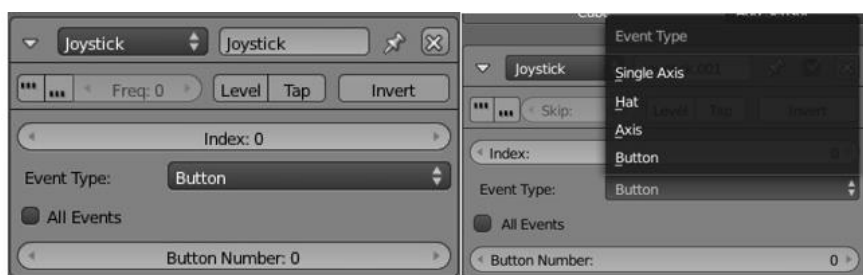 Joystick Joystick
Freq: 0 Level Tap Invert
Index: 0
Event Type: Button
All Events
Button Number: 0
Event Type
Joystick Single Axis
Skip: Hat
Axis
Index: Button
Event Type: Button
All Events
Button Number: 0